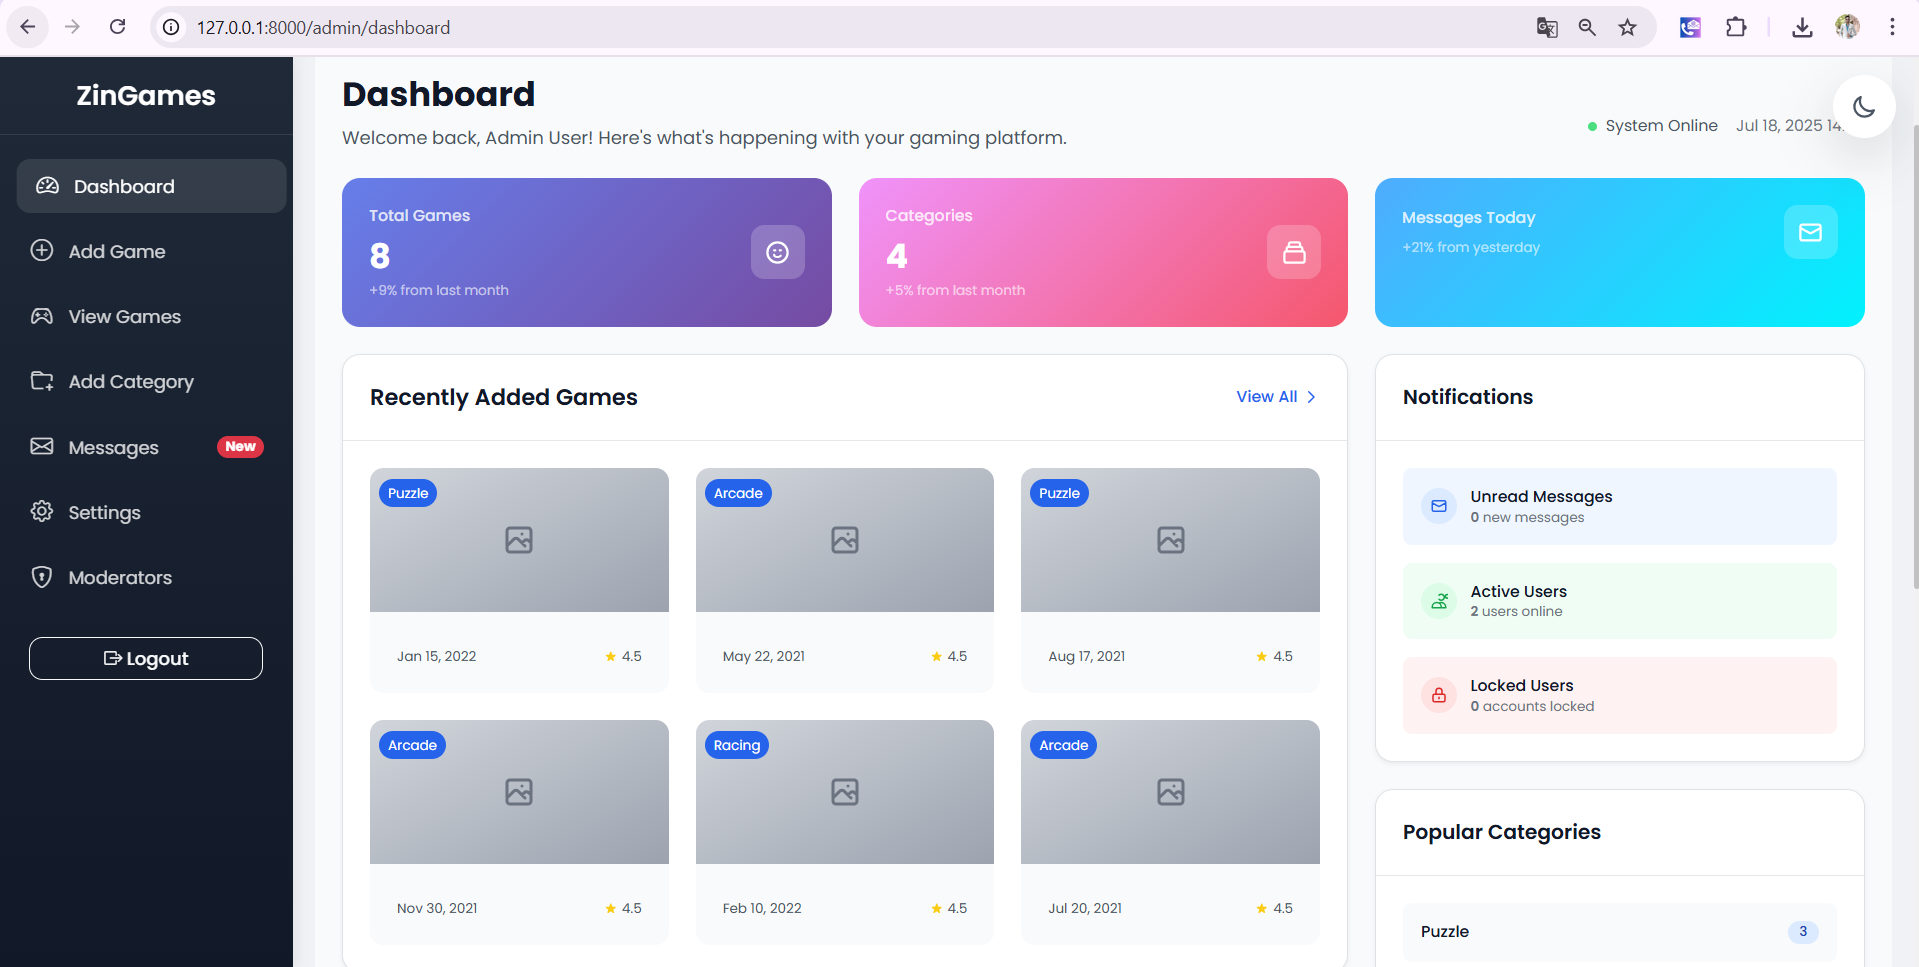 127.0.0.1:8000/admin/dashboard
ZinGames
Dashboard
Add Game
View Games
Add Category
Messages New
Settings
Moderators
Logout
Dashboard
Welcome back, Admin User! Here's what's happening with your gaming platform.
System Online Jul 18, 2025 14:
Total Games
8
+9% from last month
Categories
4
+5% from last month
Messages Today
+21% from yesterday
Recently Added Games
View All
Puzzle
Jan 15, 2022 4.5
Arcade
May 22, 2021 4.5
Puzzle
Aug 17, 2021 4.5
Arcade
Nov 30, 2021 4.5
Racing
Feb 10, 2022 4.5
Arcade
Jul 20, 2021 4.5
Notifications
Unread Messages
0 new messages
Active Users
2 users online
Locked Users
0 accounts locked
Popular Categories
Puzzle 3